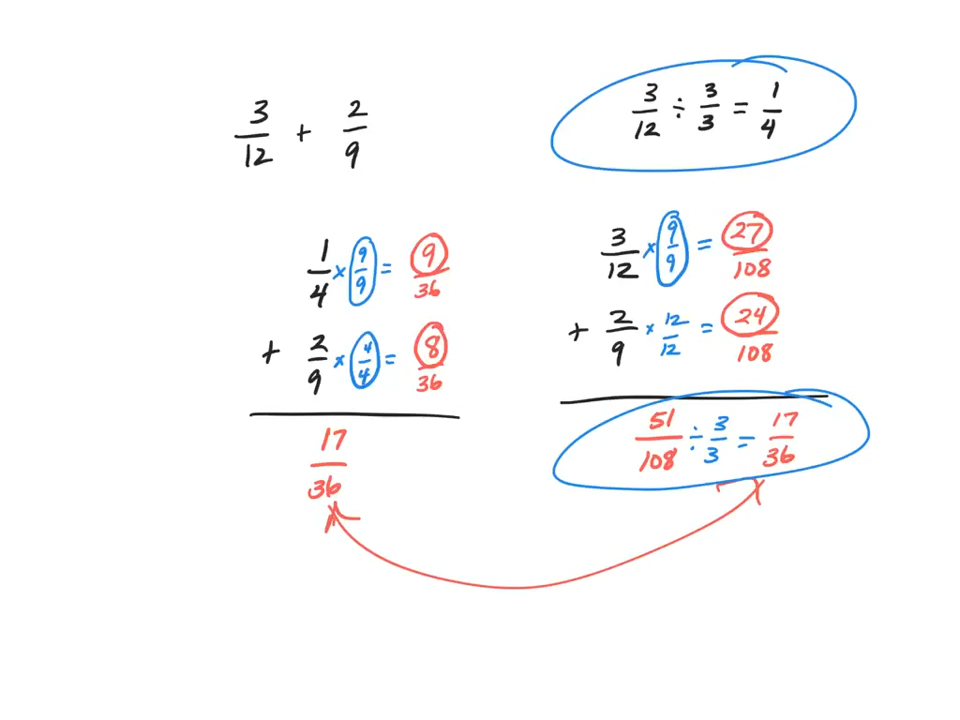 3/12 + 2/9
3/12 ÷ 3/3 = 1/4
1/4 × 9/9 = 9/36
+ 2/9 × 4/4 = 8/36
17/36
3/12 × 9/9 = 27/108
+ 2/9 × 12/12 = 24/108
51/108 ÷ 3/3 = 17/36